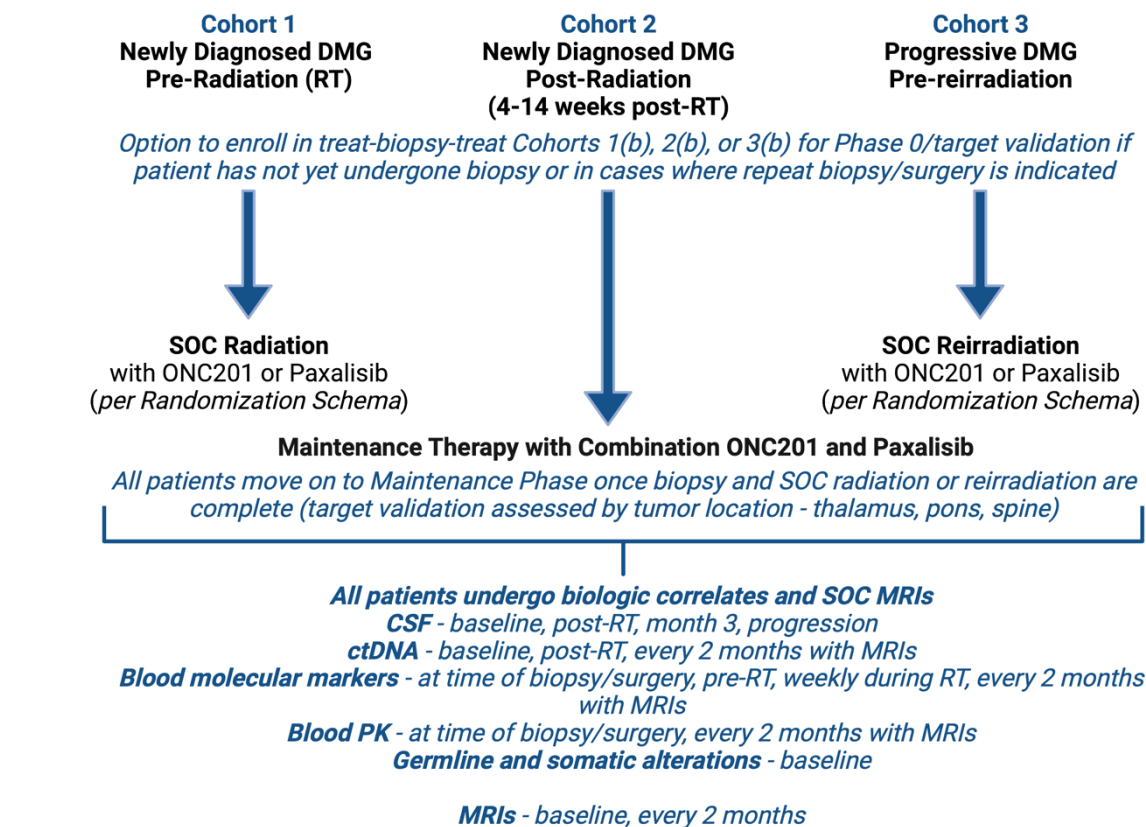 Cohort 1
Newly Diagnosed DMG
Pre-Radiation (RT)
Cohort 2
Newly Diagnosed DMG
Post-Radiation
(4-14 weeks post-RT)
Cohort 3
Progressive DMG
Pre-reirradiation
Option to enroll in treat-biopsy-treat Cohorts 1(b), 2(b), or 3(b) for Phase 0/target validation if
patient has not yet undergone biopsy or in cases where repeat biopsy/surgery is indicated
SOC Radiation
with ONC201 or Paxalisib
(per Randomization Schema)
SOC Reirradiation
with ONC201 or Paxalisib
(per Randomization Schema)
Maintenance Therapy with Combination ONC201 and Paxalisib
All patients move on to Maintenance Phase once biopsy and SOC radiation or reirradiation are
complete (target validation assessed by tumor location - thalamus, pons, spine)
All patients undergo biologic correlates and SOC MRIs
CSF - baseline, post-RT, month 3, progression
ctDNA - baseline, post-RT, every 2 months with MRIs
Blood molecular markers - at time of biopsy/surgery, pre-RT, weekly during RT, every 2 months
with MRIs
Blood PK - at time of biopsy/surgery, every 2 months with MRIs
Germline and somatic alterations - baseline
MRIs - baseline, every 2 months